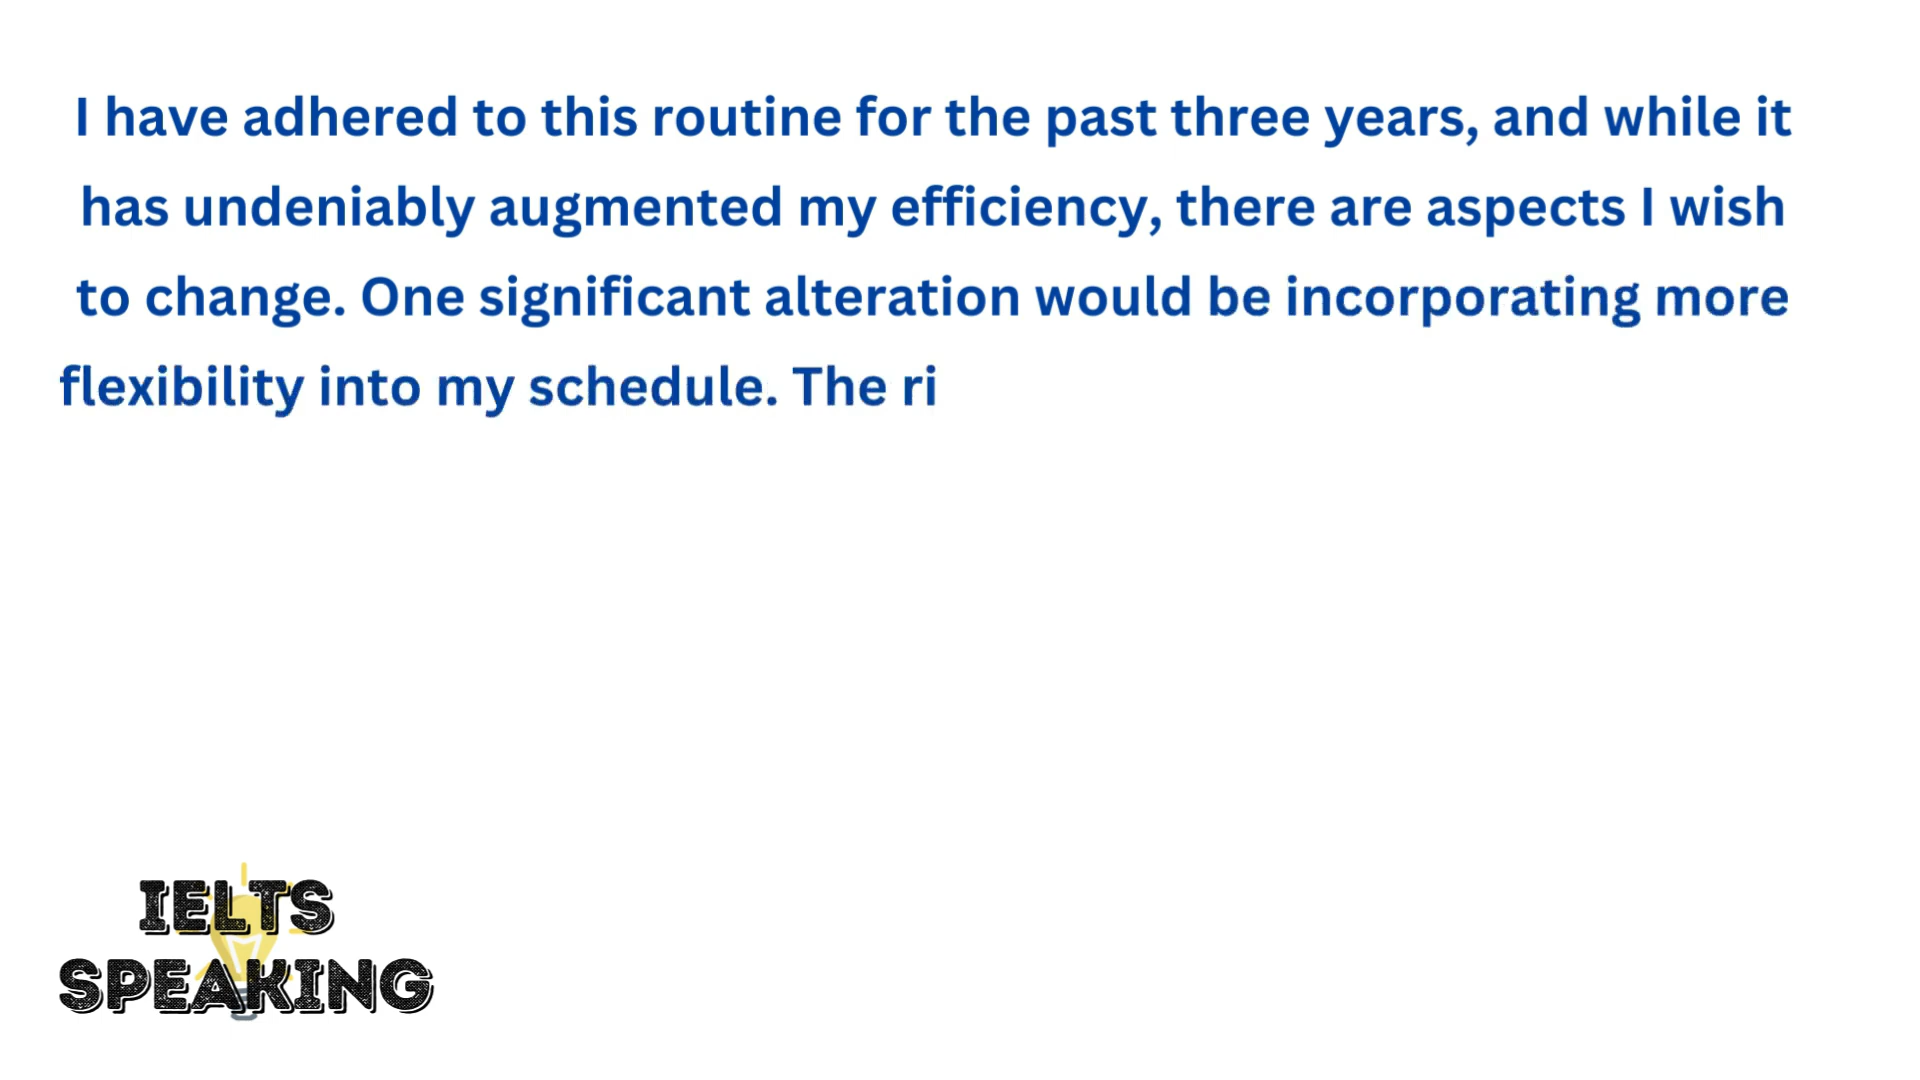 I have adhered to this routine for the past three years, and while it
has undeniably augmented my efficiency, there are aspects I wish
to change. One significant alteration would be incorporating more
flexibility into my schedule. The ri
IELTS
SPEAKING